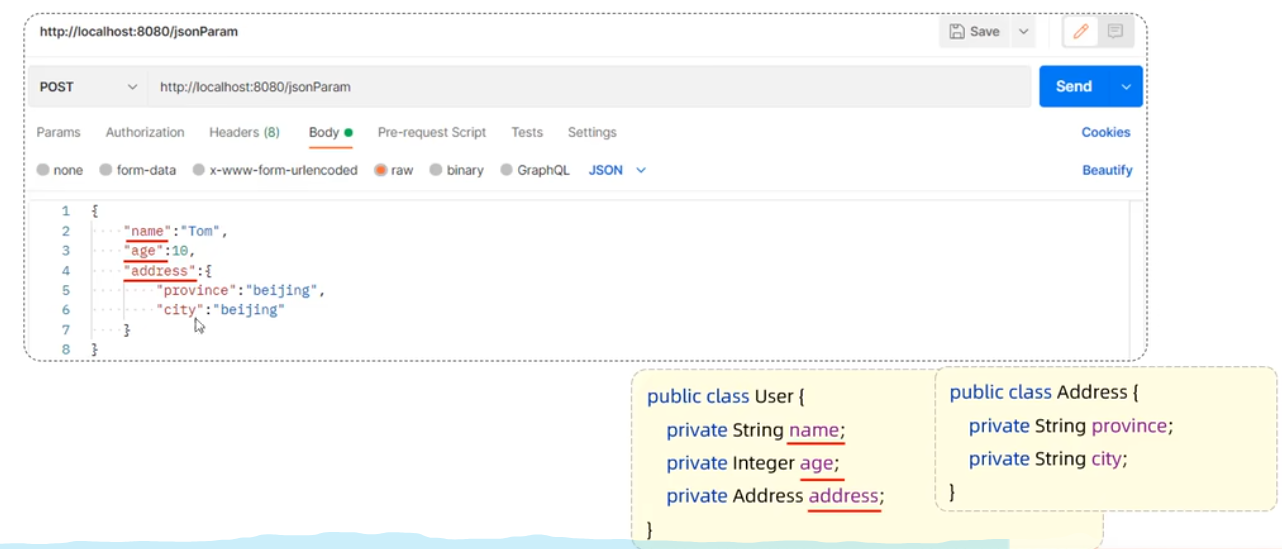 http://localhost:8080/jsonParam
Save
POST
http://localhost:8080/jsonParam
Send
Params Authorization Headers (8) Body Pre-request Script Tests Settings Cookies
none form-data x-www-form-urlencoded raw binary GraphQL JSON Beautify
1 {
2 "name":"Tom",
3 "age":10,
4 "address":{
5 "province":"beijing",
6 "city":"beijing"
7 }
8 }
public class User {
private String name;
private Integer age;
private Address address;
}
public class Address {
private String province;
private String city;
}